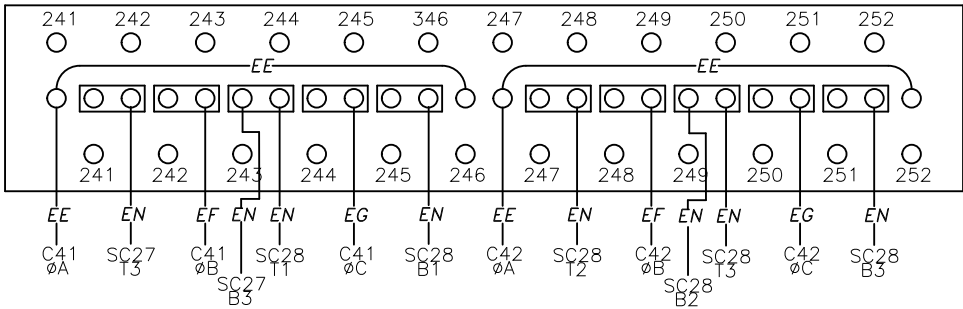 241 242 243 244 245 346 247 248 249 250 251 252
EE EE
241 242 243 244 245 246 247 248 249 250 251 252
EE EN EF EN EN EG EN EE EN EF EN EN EG EN
C41 SC27 C41 SC28 C41 SC28 C42 SC28 C42 SC28 C42 SC28
øA T3 øB T1 øC B1 øA T2 øB T3 øC B3
SC27 SC28
B3 B2